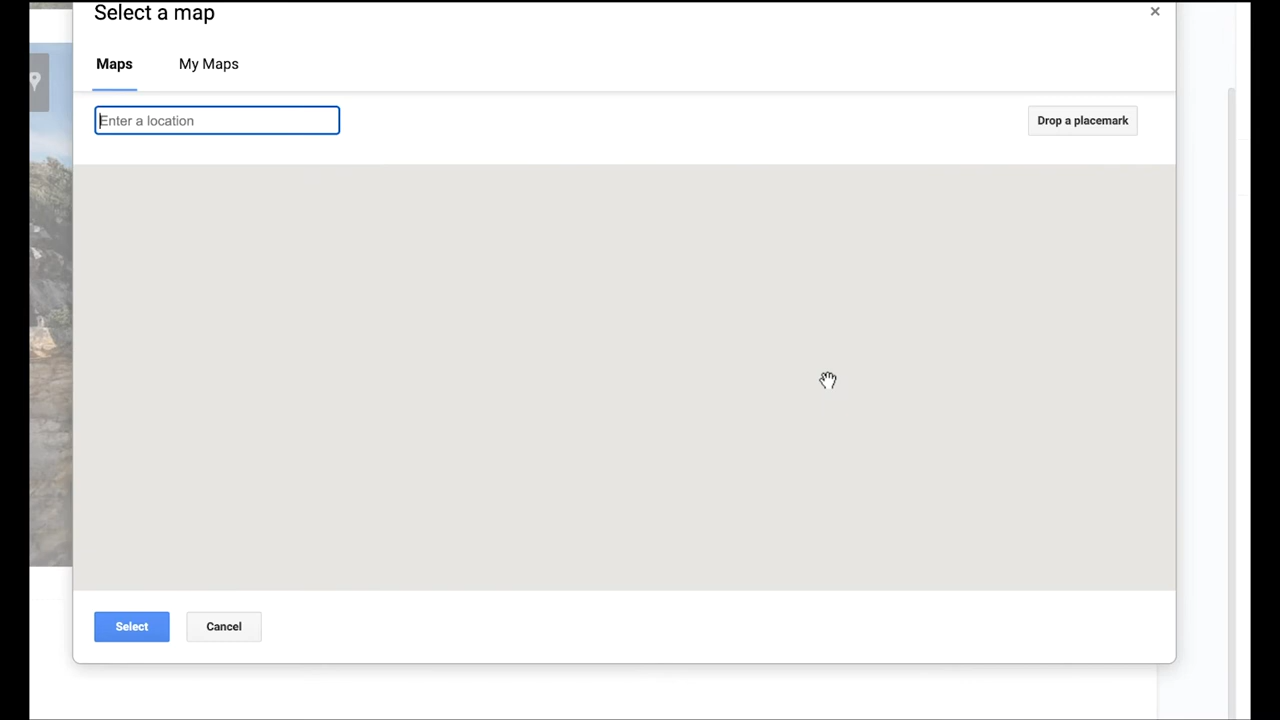 Select a map
×
Maps
My Maps
Enter a location
Drop a placemark
Select
Cancel